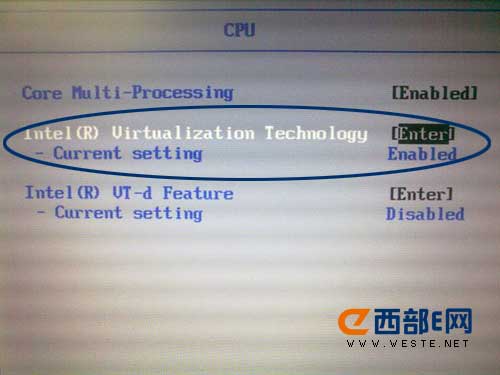 CPU
Core Multi-Processing [Enabled]
Intel(R) Virtualization Technology [Enter]
- Current setting Enabled
Intel(R) VT-d Feature [Enter]
- Current setting Disabled
西部E网
WWW.WESTE.NET